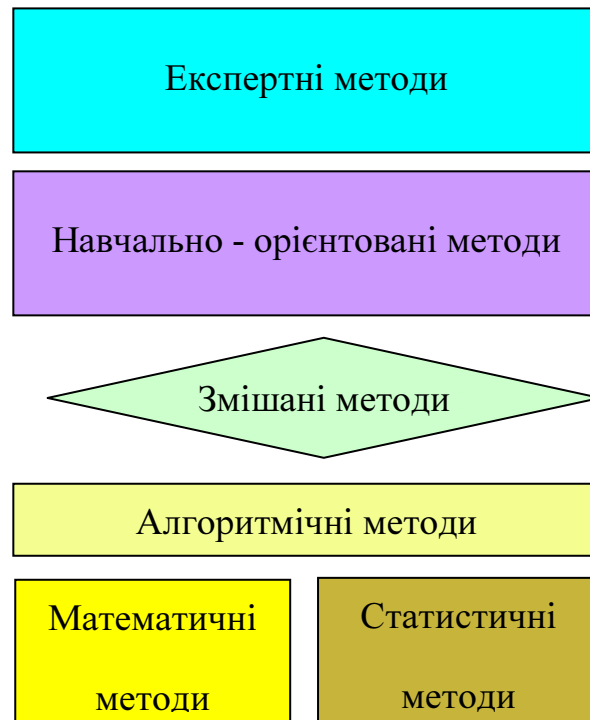 Експертні методи
Навчально - орієнтовані методи
Змішані методи
Алгоритмічні методи
Математичні
методи
Статистичні
методи